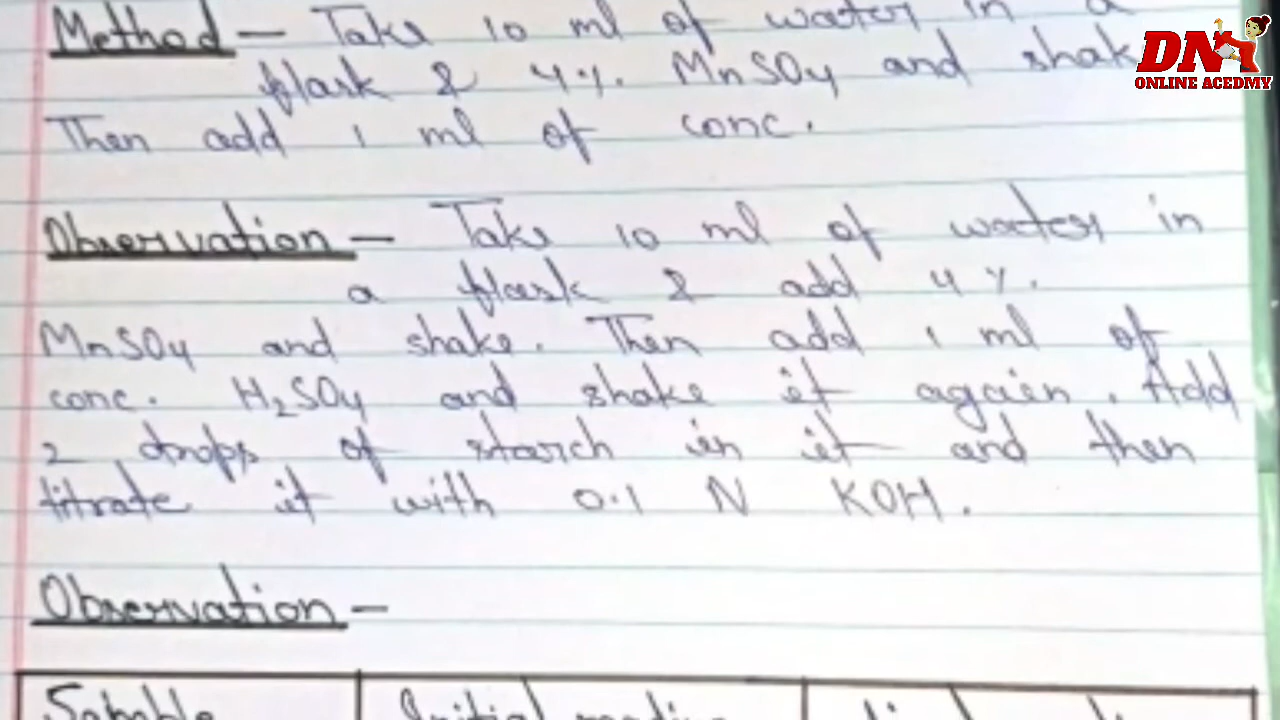 Method - Take 10 ml of water in a
flask & 4%. MnSO4 and shak
Then add 1 ml of conc.
Observation - Take 10 ml of water in
a flask & add 4%.
MnSO4 and shake. Then add 1 ml of
conc. H2SO4 and shake it again. Add
2 drops of starch in it and then
titrate it with 0.1 N KOH.
Observation -
Initial
DN
ONLINE ACEDMY